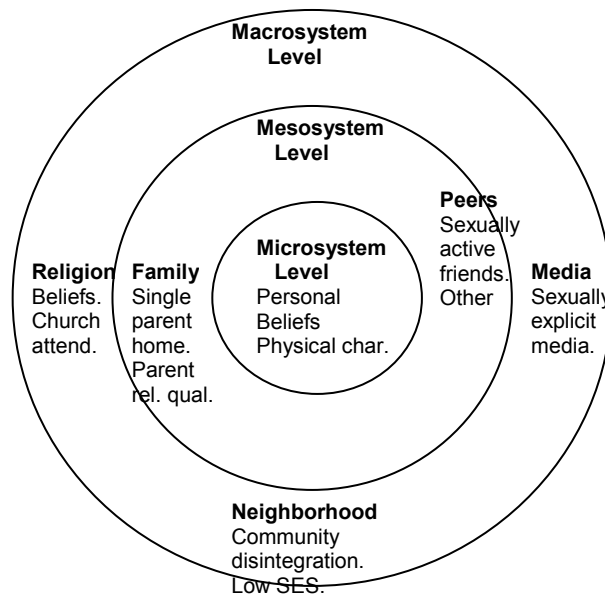 Macrosystem
Level
Mesosystem
Level
Microsystem
Level
Personal
Beliefs
Physical char.
Religion
Beliefs.
Church
attend.
Family
Single
parent
home.
Parent
rel. qual.
Peers
Sexually
active
friends.
Other
Media
Sexually
explicit
media.
Neighborhood
Community
disintegration.
Low SES.